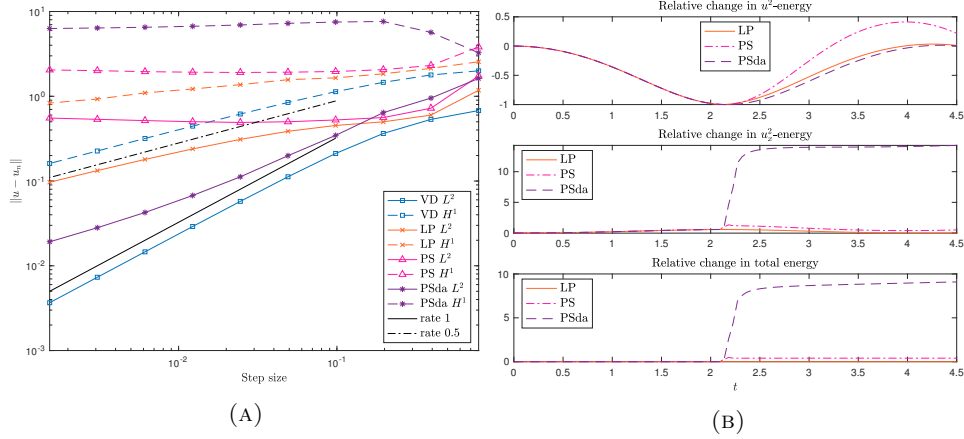 10^1
10^0
10^-1
10^-2
10^-3
||u − u_n||
10^-2
10^-1
Step size
VD L^2
VD H^1
LP L^2
LP H^1
PS L^2
PS H^1
PSda L^2
PSda H^1
rate 1
rate 0.5
(A)
Relative change in u^2-energy
0.5
0
-0.5
-1
LP
PS
PSda
0 0.5 1 1.5 2 2.5 3 3.5 4 4.5
Relative change in u_x^2-energy
10
5
0
LP
PS
PSda
0 0.5 1 1.5 2 2.5 3 3.5 4 4.5
Relative change in total energy
10
5
0
LP
PS
PSda
0 0.5 1 1.5 2 2.5 3 3.5 4 4.5
t
(B)